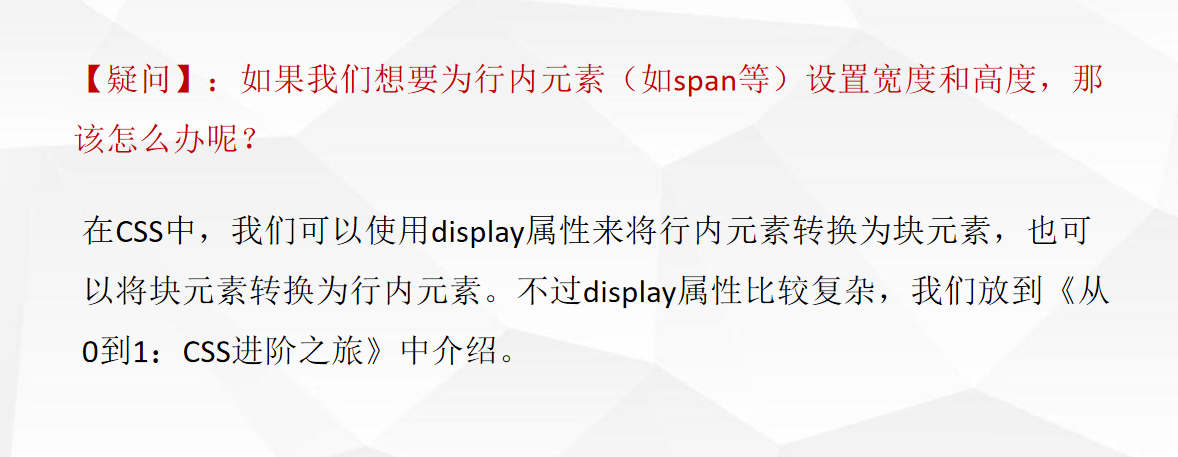 【疑问】：如果我们想要为行内元素（如span等）设置宽度和高度，那
该怎么办呢？
在CSS中，我们可以使用display属性来将行内元素转换为块元素，也可
以将块元素转换为行内元素。不过display属性比较复杂，我们放到《从
0到1：CSS进阶之旅》中介绍。